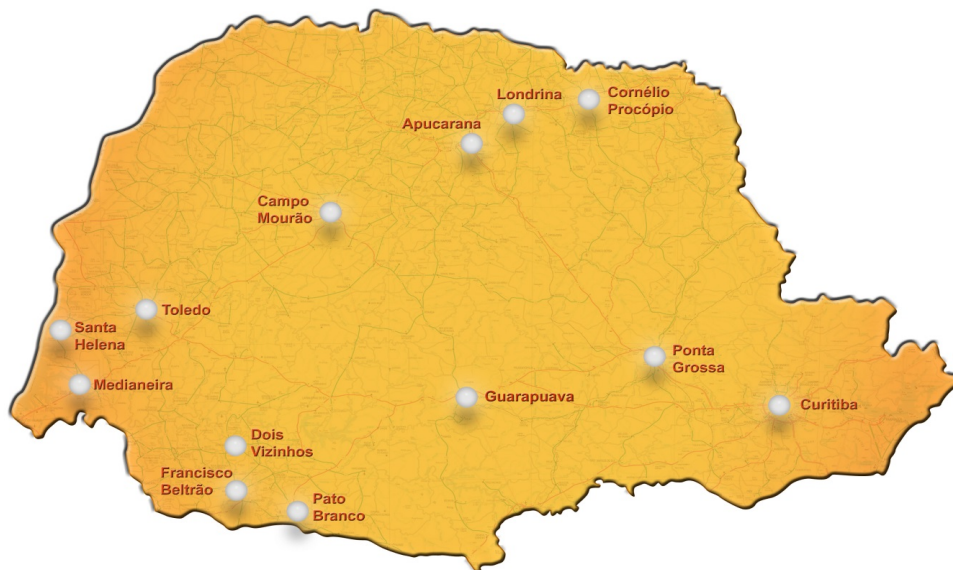 Londrina
Cornélio
Procópio
Apucarana
Campo
Mourão
Toledo
Santa
Helena
Medianeira
Ponta
Grossa
Guarapuava
Curitiba
Dois
Vizinhos
Francisco
Beltrão
Pato
Branco